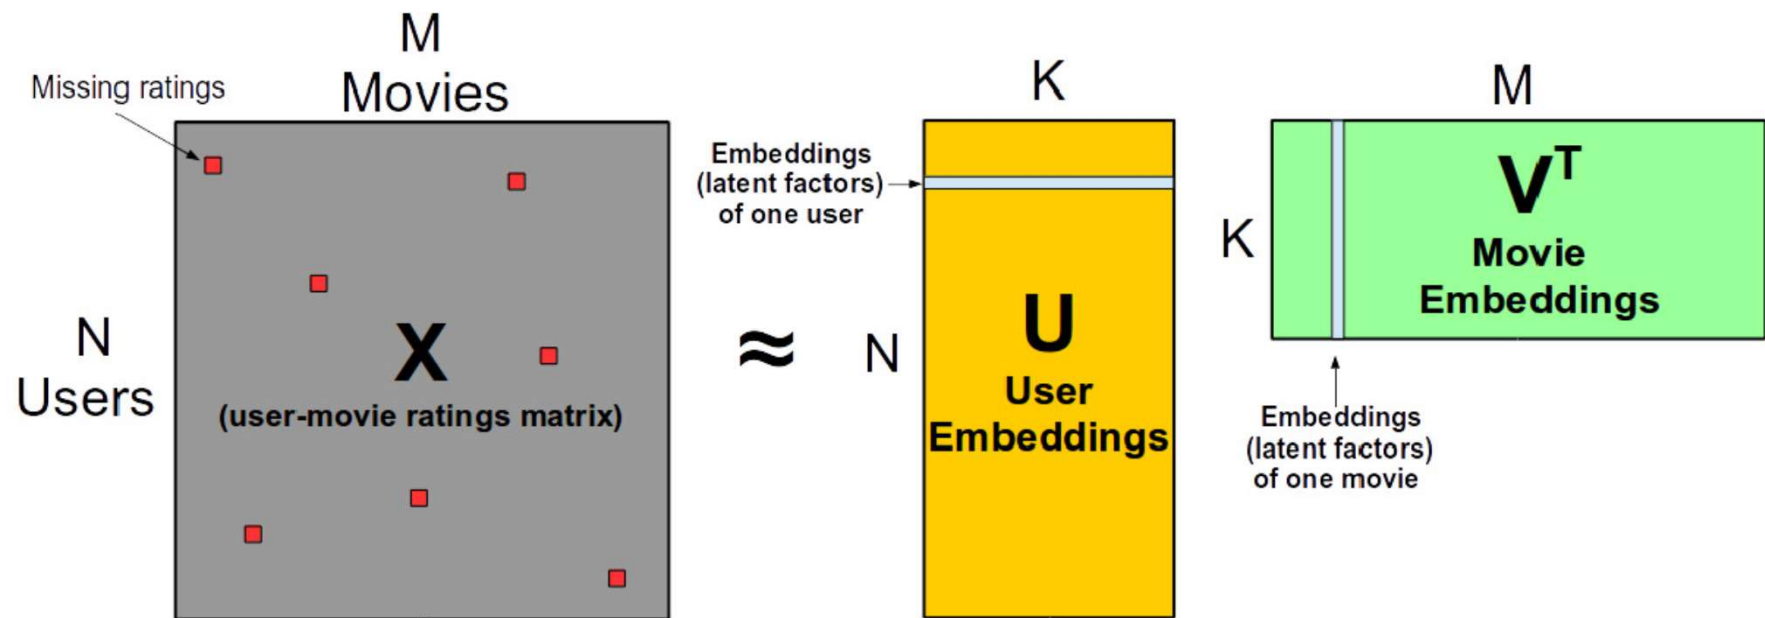 M
Movies
Missing ratings
N
Users
X
(user-movie ratings matrix)
≈
K
Embeddings
(latent factors)
of one user
N
U
User
Embeddings
M
K
V^T
Movie
Embeddings
Embeddings
(latent factors)
of one movie